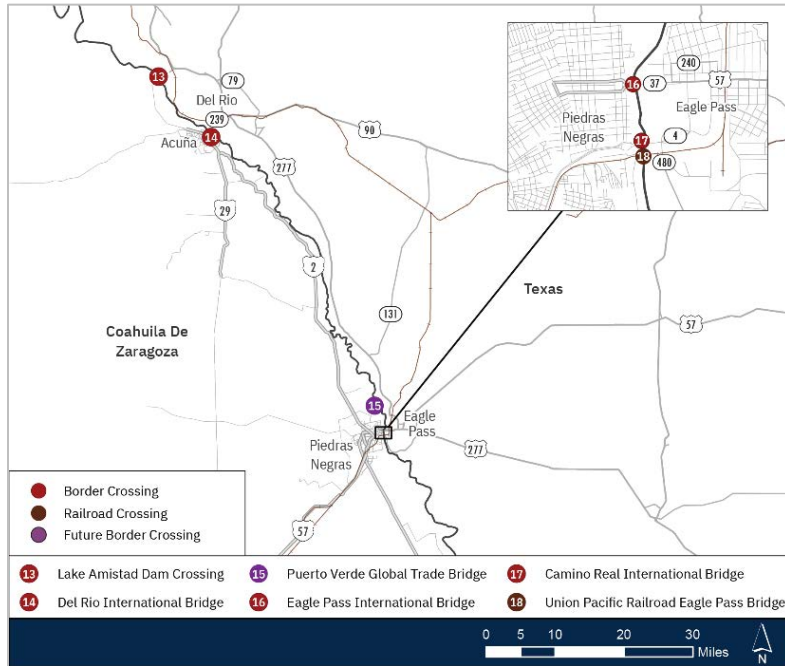 13
79
Del Rio
239
14
Acuña
90
277
29
2
131
Texas
Coahuila De
Zaragoza
57
15
Eagle
Pass
Piedras
Negras
277
57
240
16
37
57
Piedras
Negras
Eagle Pass
4
17
18
480
Border Crossing
Railroad Crossing
Future Border Crossing
13 Lake Amistad Dam Crossing
15 Puerto Verde Global Trade Bridge
17 Camino Real International Bridge
14 Del Rio International Bridge
16 Eagle Pass International Bridge
18 Union Pacific Railroad Eagle Pass Bridge
0 5 10 20 30
Miles
N